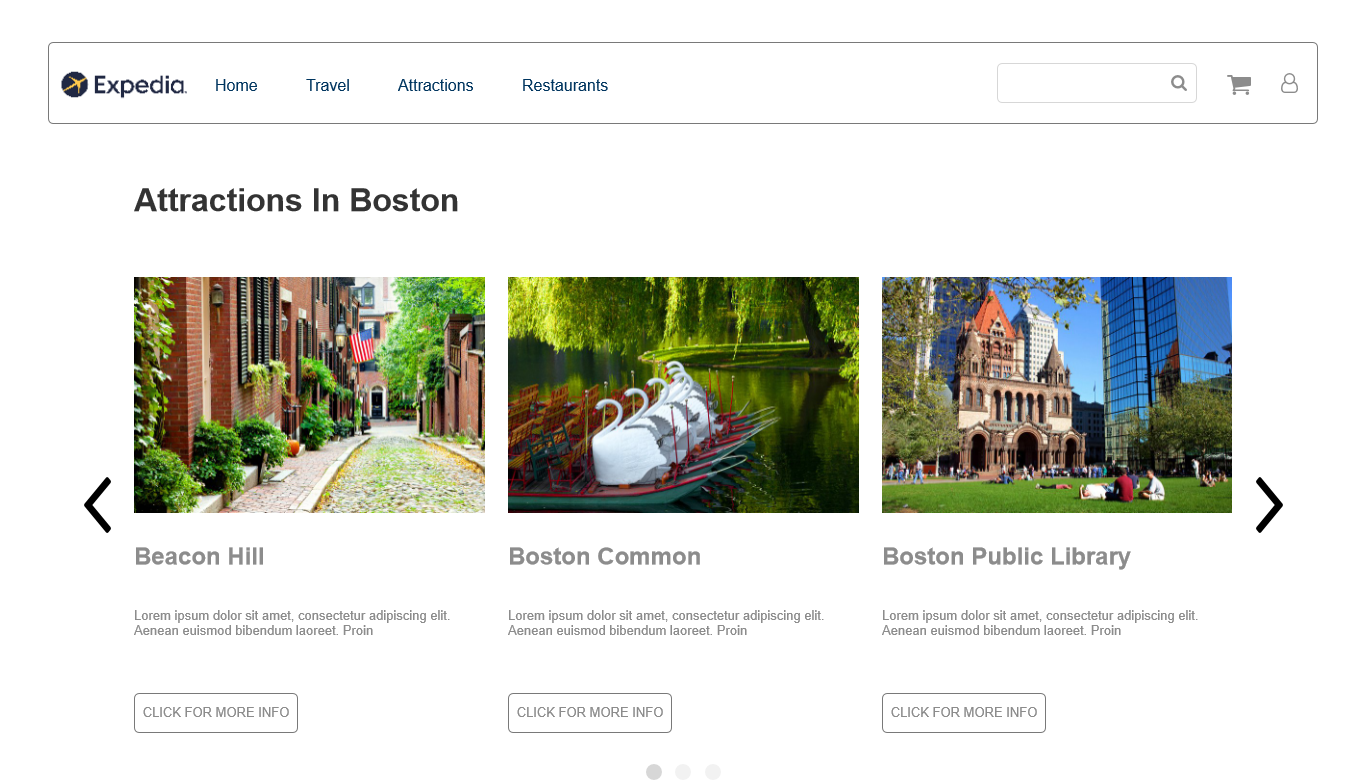 Expedia.
Home
Travel
Attractions
Restaurants
Attractions In Boston
Beacon Hill
Boston Common
Boston Public Library
Lorem ipsum dolor sit amet, consectetur adipiscing elit.
Aenean euismod bibendum laoreet. Proin
Lorem ipsum dolor sit amet, consectetur adipiscing elit.
Aenean euismod bibendum laoreet. Proin
Lorem ipsum dolor sit amet, consectetur adipiscing elit.
Aenean euismod bibendum laoreet. Proin
CLICK FOR MORE INFO
CLICK FOR MORE INFO
CLICK FOR MORE INFO